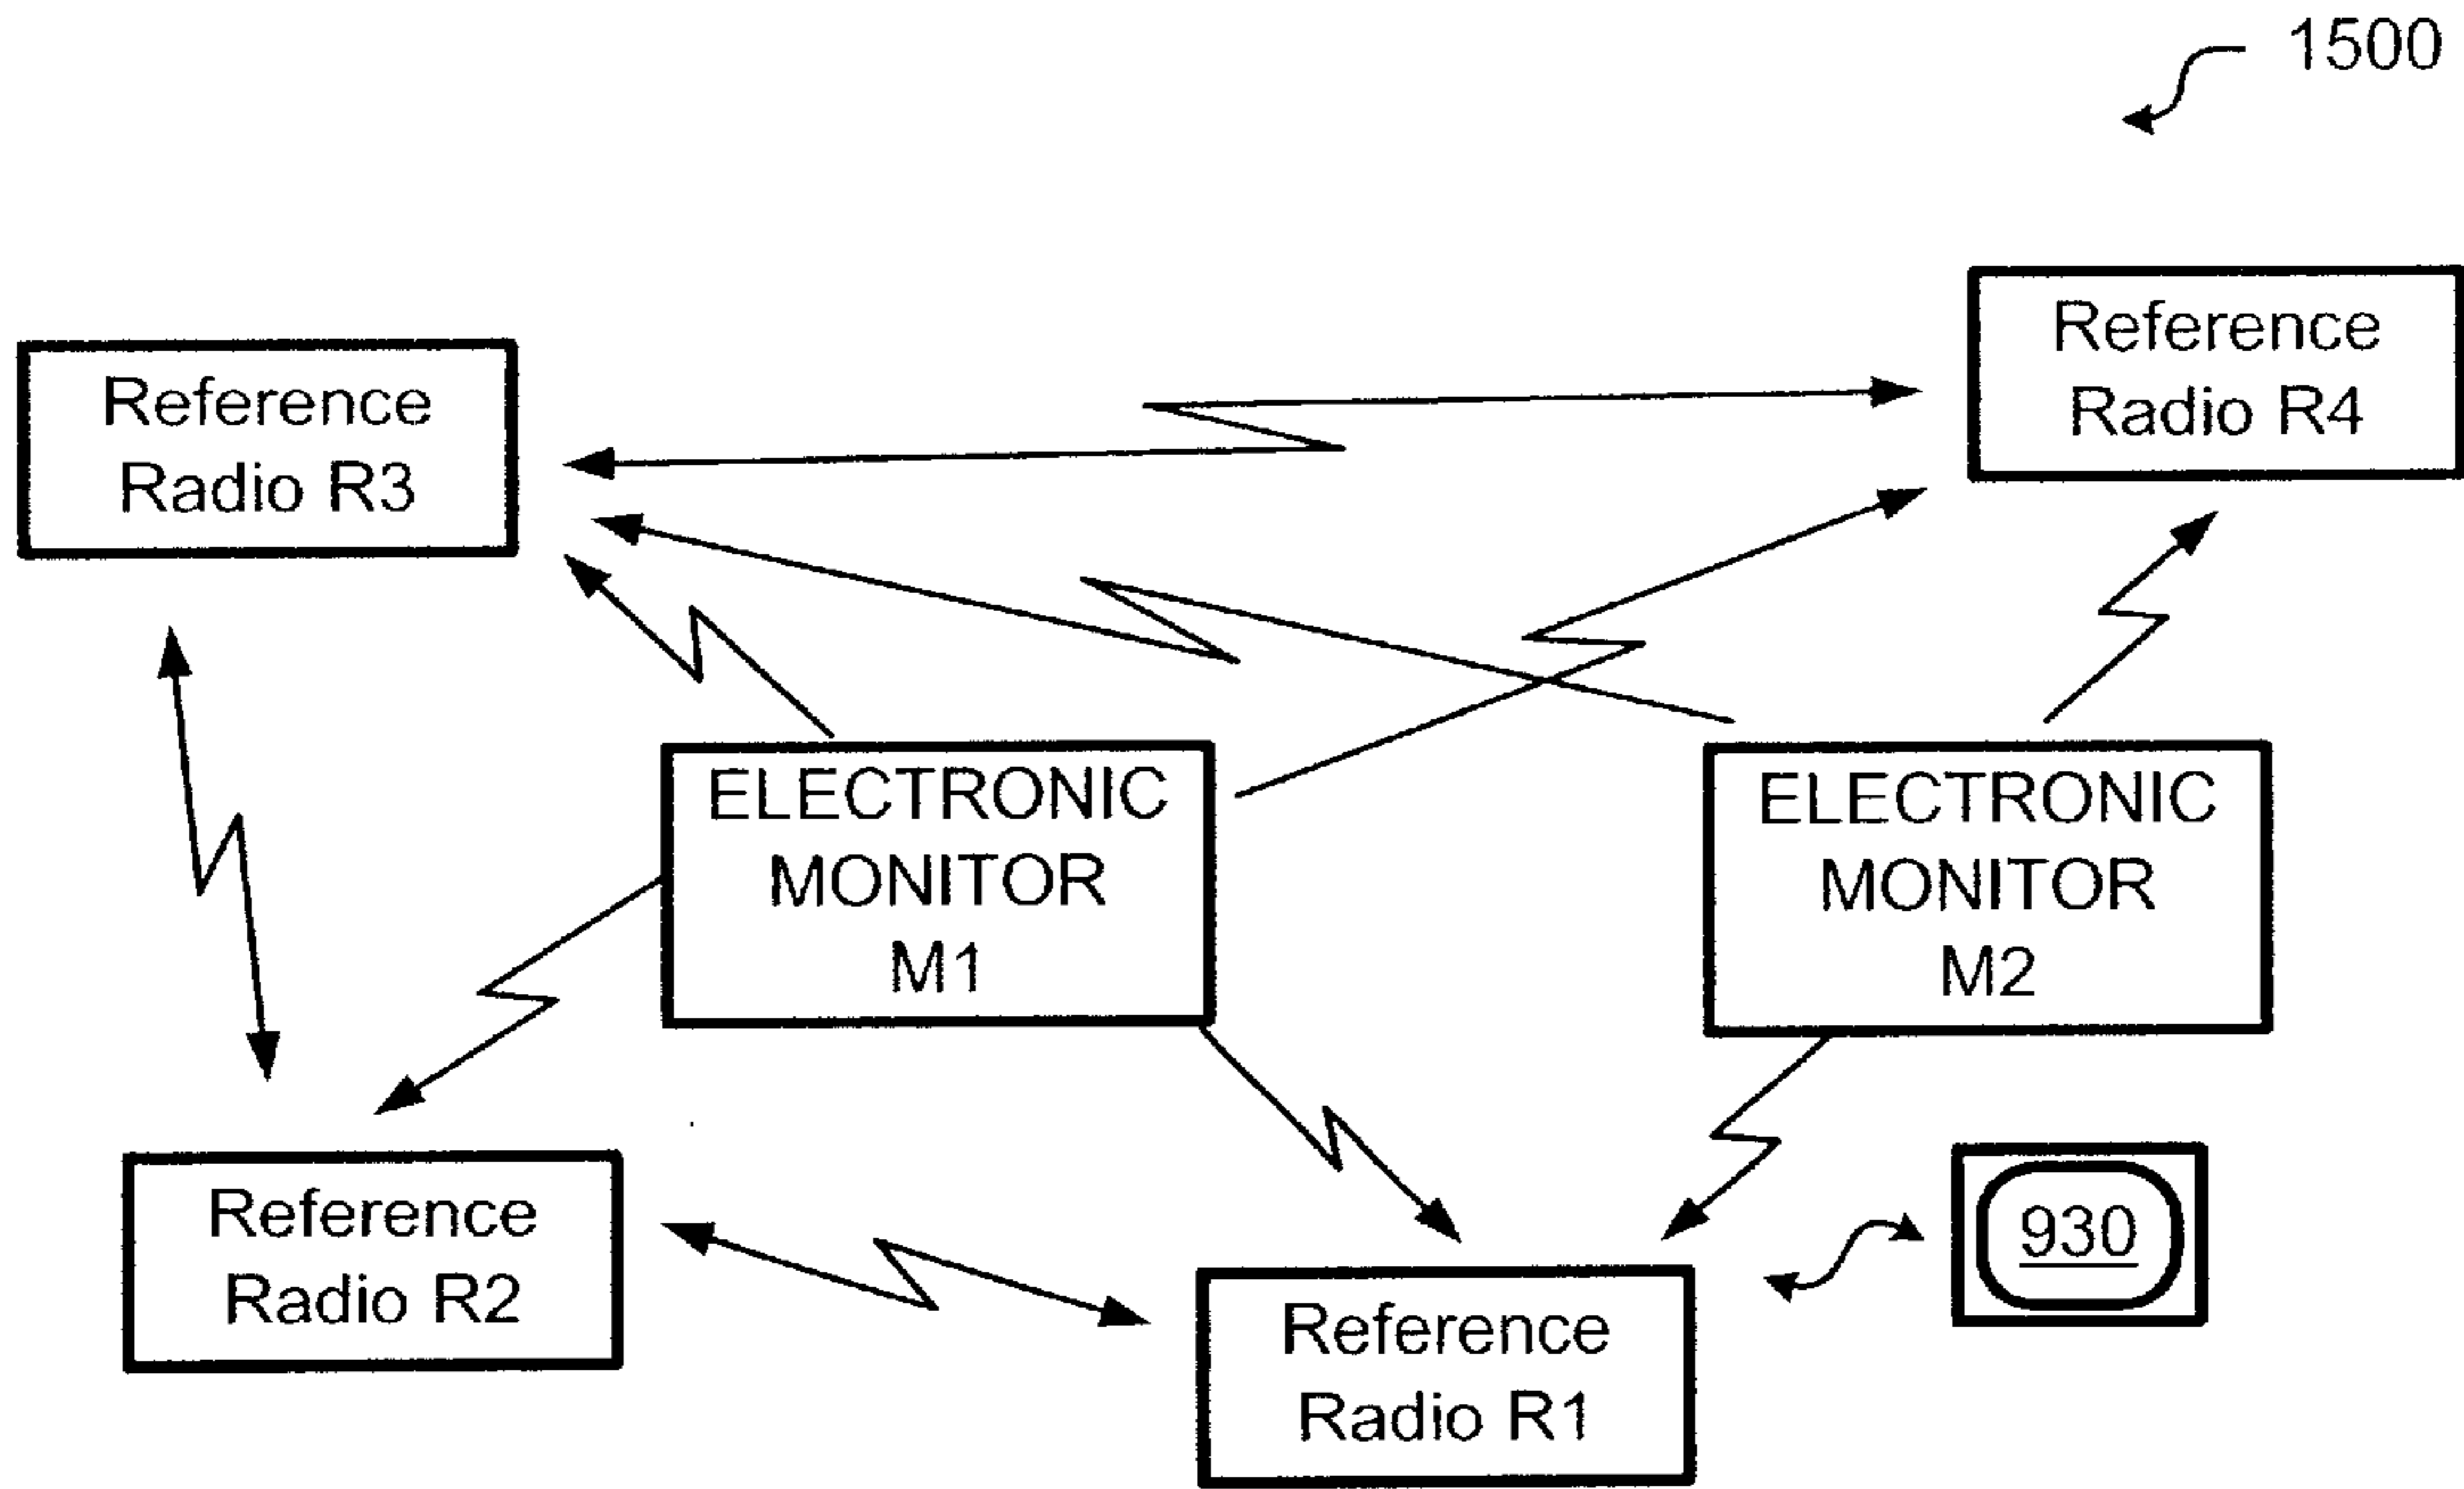 1500
Reference
Radio R4
Reference
Radio R3
ELECTRONIC
MONITOR
M1
ELECTRONIC
MONITOR
M2
Reference
Radio R2
930
Reference
Radio R1